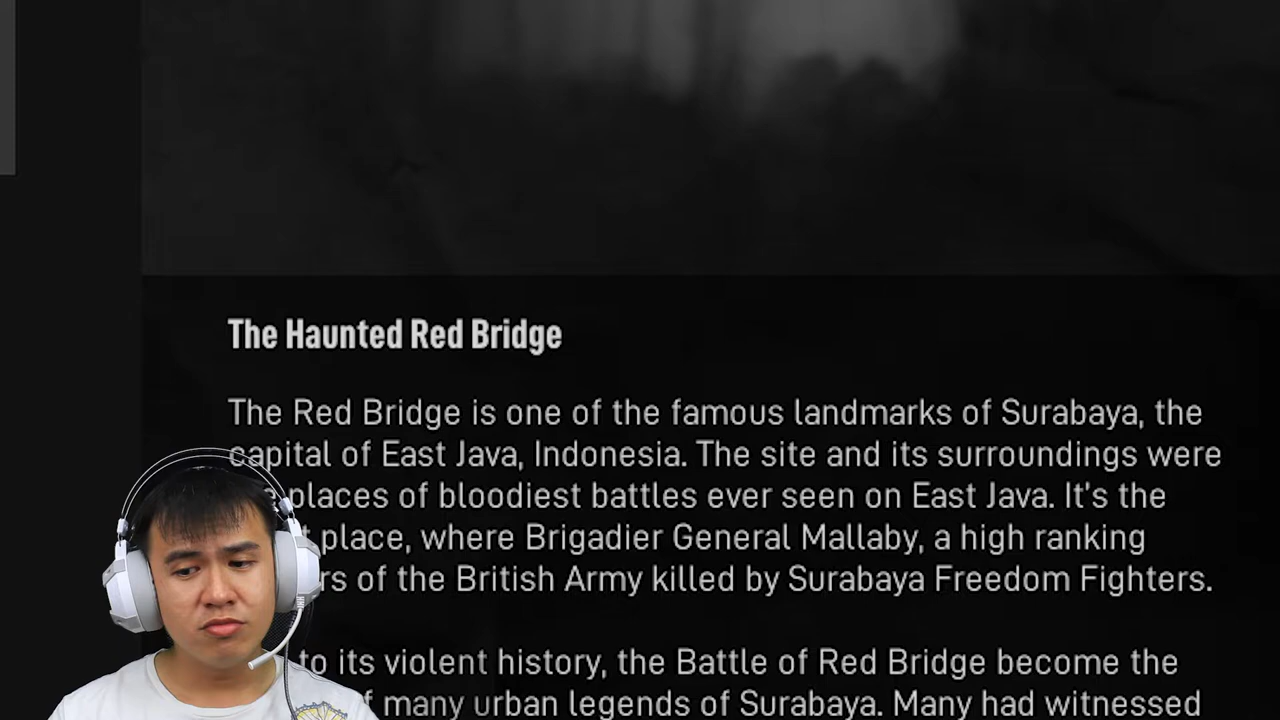 The Haunted Red Bridge
The Red Bridge is one of the famous landmarks of Surabaya, the
capital of East Java, Indonesia. The site and its surroundings were
places of bloodiest battles ever seen on East Java. It's the
place, where Brigadier General Mallaby, a high ranking
of the British Army killed by Surabaya Freedom Fighters.
to its violent history, the Battle of Red Bridge become the
many urban legends of Surabaya. Many had witnessed